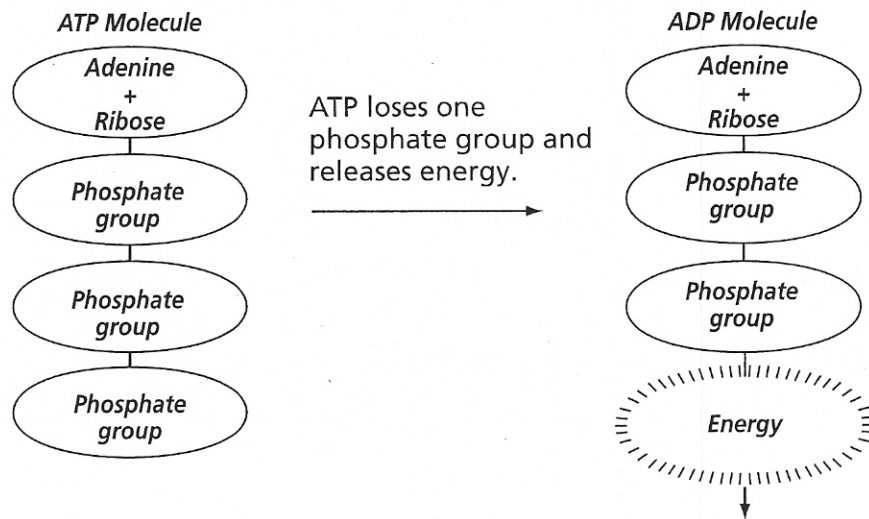 ATP Molecule
Adenine
+
Ribose
Phosphate
group
Phosphate
group
Phosphate
group
ATP loses one
phosphate group and
releases energy.
ADP Molecule
Adenine
+
Ribose
Phosphate
group
Phosphate
group
Energy